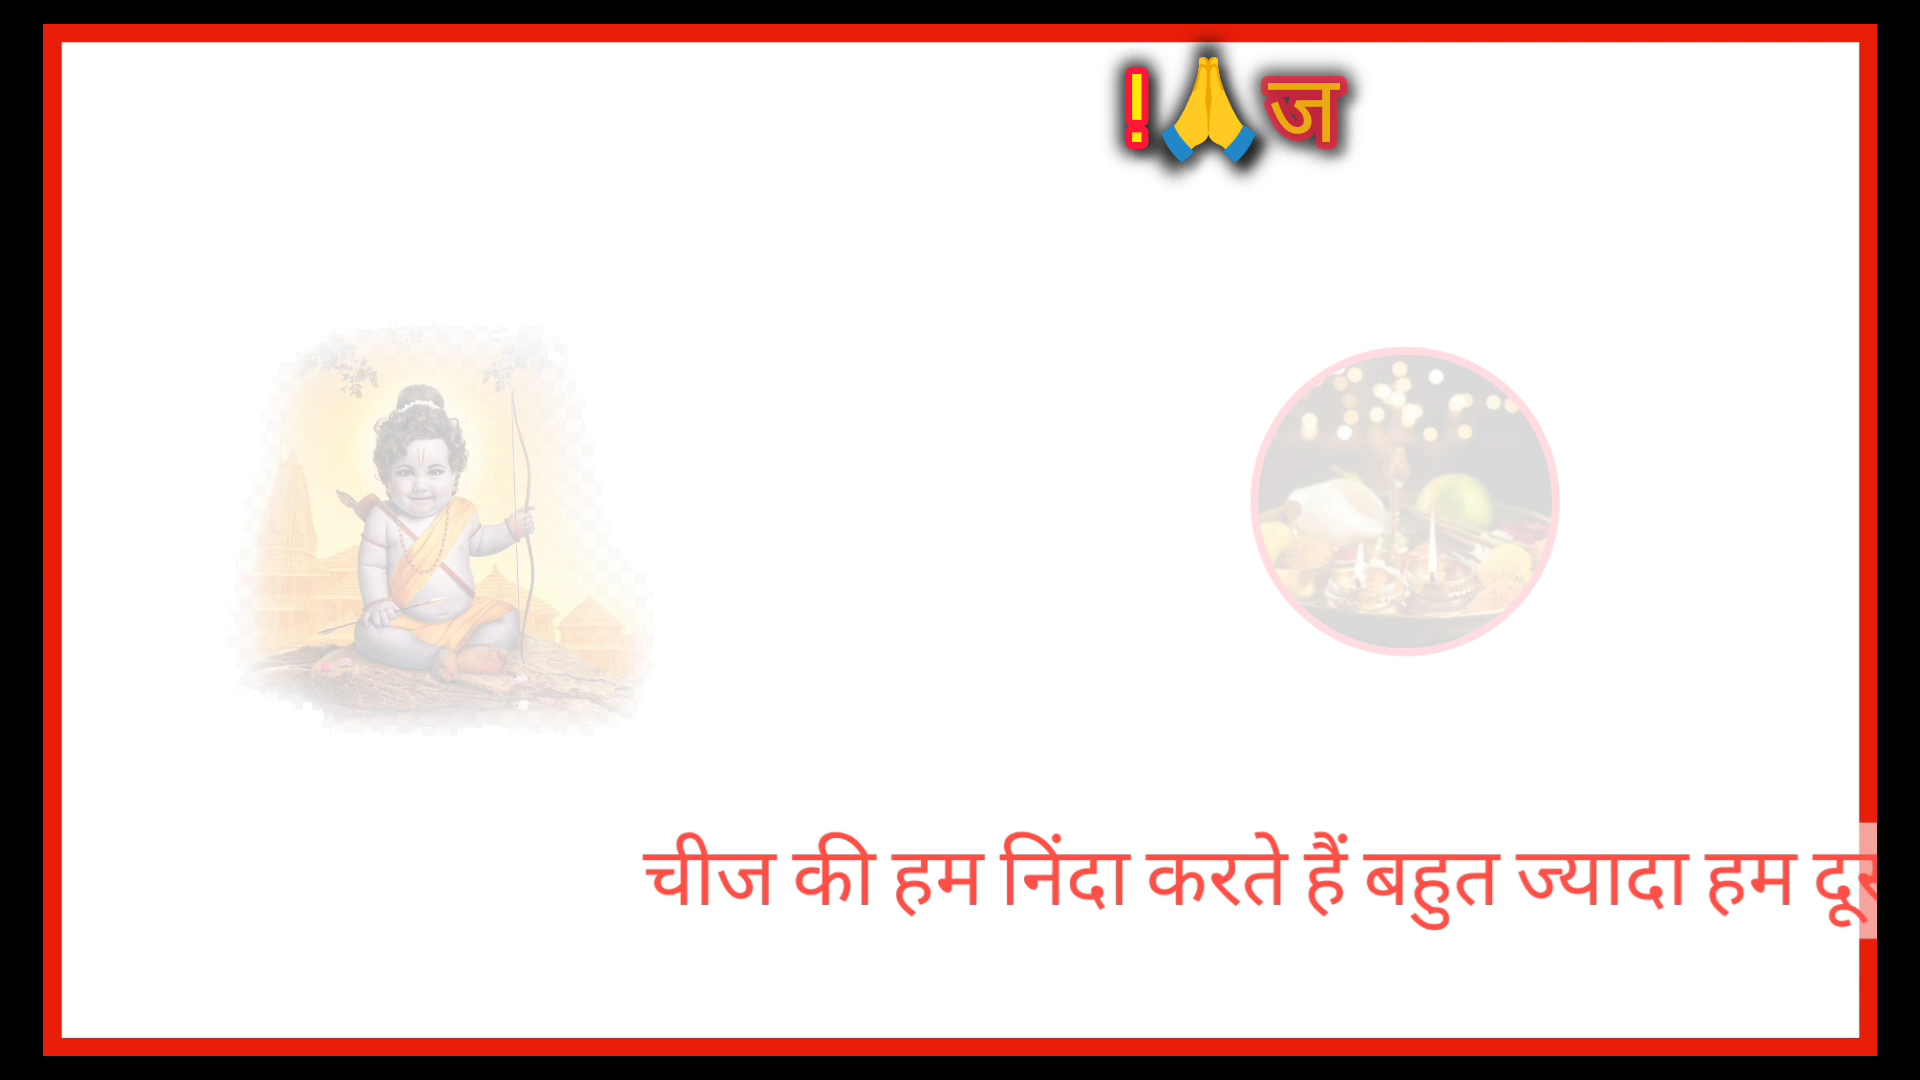 !🙏ज
चीज की हम निंदा करते हैं बहुत ज्यादा हम